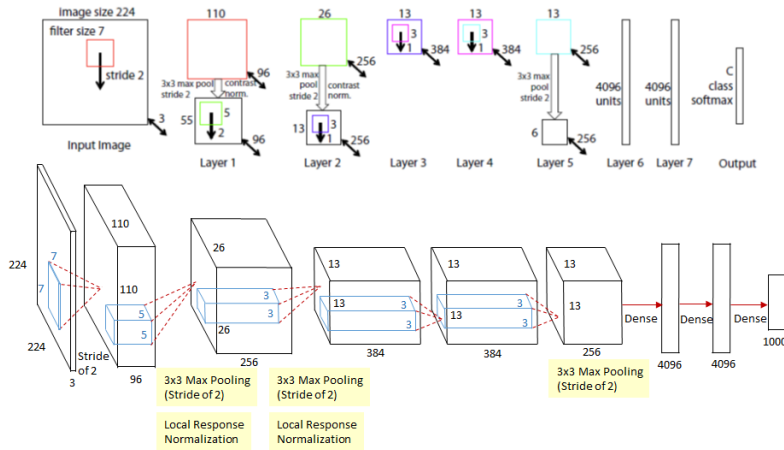 image size 224
filter size 7
stride 2
3
Input Image
110
96
3x3 max pool
stride 2
contrast
norm.
5
2
55
96
Layer 1
26
256
3x3 max
pool
stride 2
contrast
norm.
3
1
13
256
Layer 2
13
3
1
384
Layer 3
13
3
1
384
Layer 4
13
256
3x3 max
pool
stride 2
6
256
Layer 5
4096
units
Layer 6
4096
units
Layer 7
C
class
softmax
Output
224
7
7
224
3
Stride
of 2
110
110
5
5
96
26
3
3
26
256
13
13
3
3
384
13
3
3
13
384
13
13
256
Dense
4096
Dense
4096
Dense
1000
3x3 Max Pooling
(Stride of 2)
Local Response
Normalization
3x3 Max Pooling
(Stride of 2)
Local Response
Normalization
3x3 Max Pooling
(Stride of 2)